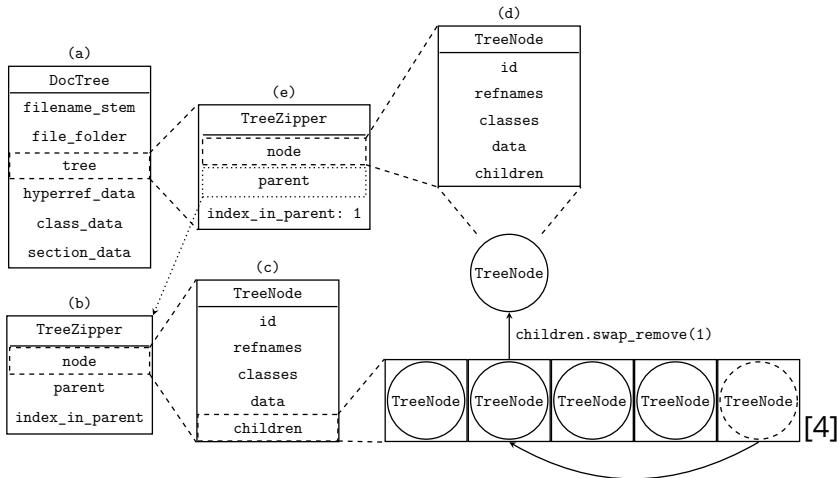 (a)
DocTree
filename_stem
file_folder
tree
hyperref_data
class_data
section_data
(e)
TreeZipper
node
parent
index_in_parent: 1
(d)
TreeNode
id
refnames
classes
data
children
TreeNode
children.swap_remove(1)
(b)
TreeZipper
node
parent
index_in_parent
(c)
TreeNode
id
refnames
classes
data
children
TreeNode TreeNode TreeNode TreeNode TreeNode
[4]